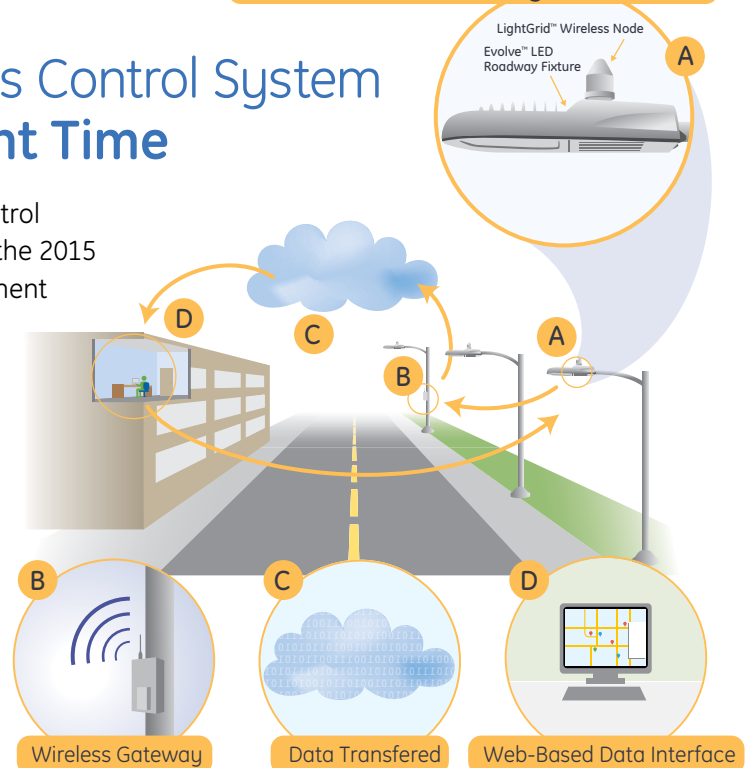 LightGrid™ Wireless Node
Evolve™ LED
Roadway Fixture
A
s Control System
nt Time
trol
the 2015
ment
D
C
A
B
B
C
D
Wireless Gateway
Data Transfered
Web-Based Data Interface